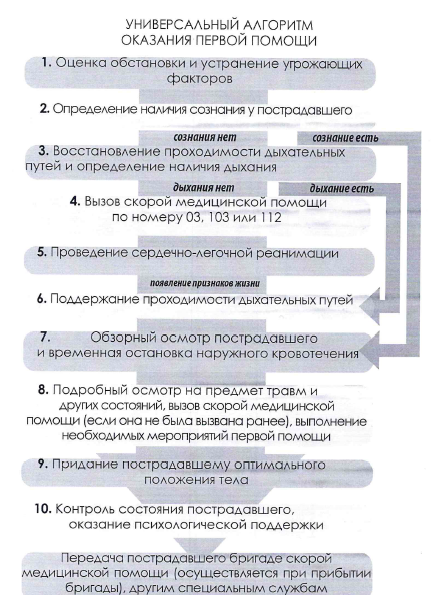 УНИВЕРСАЛЬНЫЙ АЛГОРИТМ
ОКАЗАНИЯ ПЕРВОЙ ПОМОЩИ
1. Оценка обстановки и устранение угрожающих
факторов
2. Определение наличия сознания у пострадавшего
сознания нет
сознание есть
3. Восстановление проходимости дыхательных
путей и определение наличия дыхания
дыхания нет
дыхание есть
4. Вызов скорой медицинской помощи
по номеру 03, 103 или 112
5. Проведение сердечно-легочной реанимации
появление признаков жизни
6. Поддержание проходимости дыхательных путей
7. Обзорный осмотр пострадавшего
и временная остановка наружного кровотечения
8. Подробный осмотр на предмет травм и
других состояний, вызов скорой медицинской
помощи (если она не была вызвана ранее), выполнение
необходимых мероприятий первой помощи
9. Придание пострадавшему оптимального
положения тела
10. Контроль состояния пострадавшего,
оказание психологической поддержки
Передача пострадавшего бригаде скорой
медицинской помощи (осуществляется при прибытии
бригады), другим специальным службам